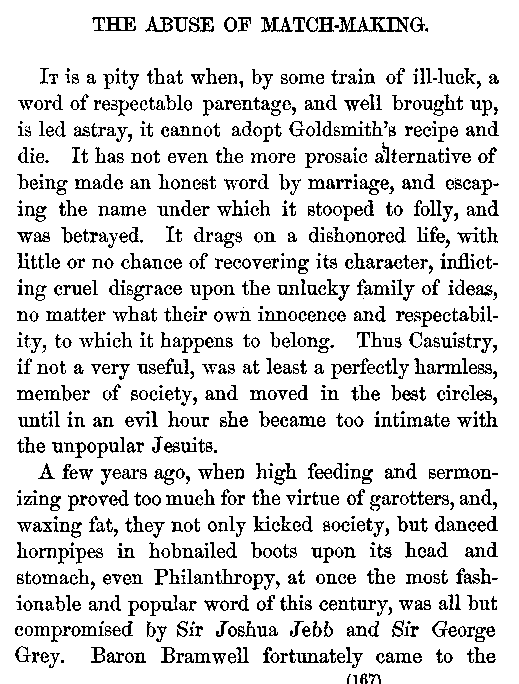 THE ABUSE OF MATCH-MAKING.
It is a pity that when, by some train of ill-luck, a
word of respectable parentage, and well brought up,
is led astray, it cannot adopt Goldsmith's recipe and
die. It has not even the more prosaic alternative of
being made an honest word by marriage, and escap-
ing the name under which it stooped to folly, and
was betrayed. It drags on a dishonored life, with
little or no chance of recovering its character, inflict-
ing cruel disgrace upon the unlucky family of ideas,
no matter what their own innocence and respectabil-
ity, to which it happens to belong. Thus Casuistry,
if not a very useful, was at least a perfectly harmless,
member of society, and moved in the best circles,
until in an evil hour she became too intimate with
the unpopular Jesuits.
A few years ago, when high feeding and sermon-
izing proved too much for the virtue of garotters, and,
waxing fat, they not only kicked society, but danced
hornpipes in hobnailed boots upon its head and
stomach, even Philanthropy, at once the most fash-
ionable and popular word of this century, was all but
compromised by Sir Joshua Jebb and Sir George
Grey. Baron Bramwell fortunately came to the
(167)